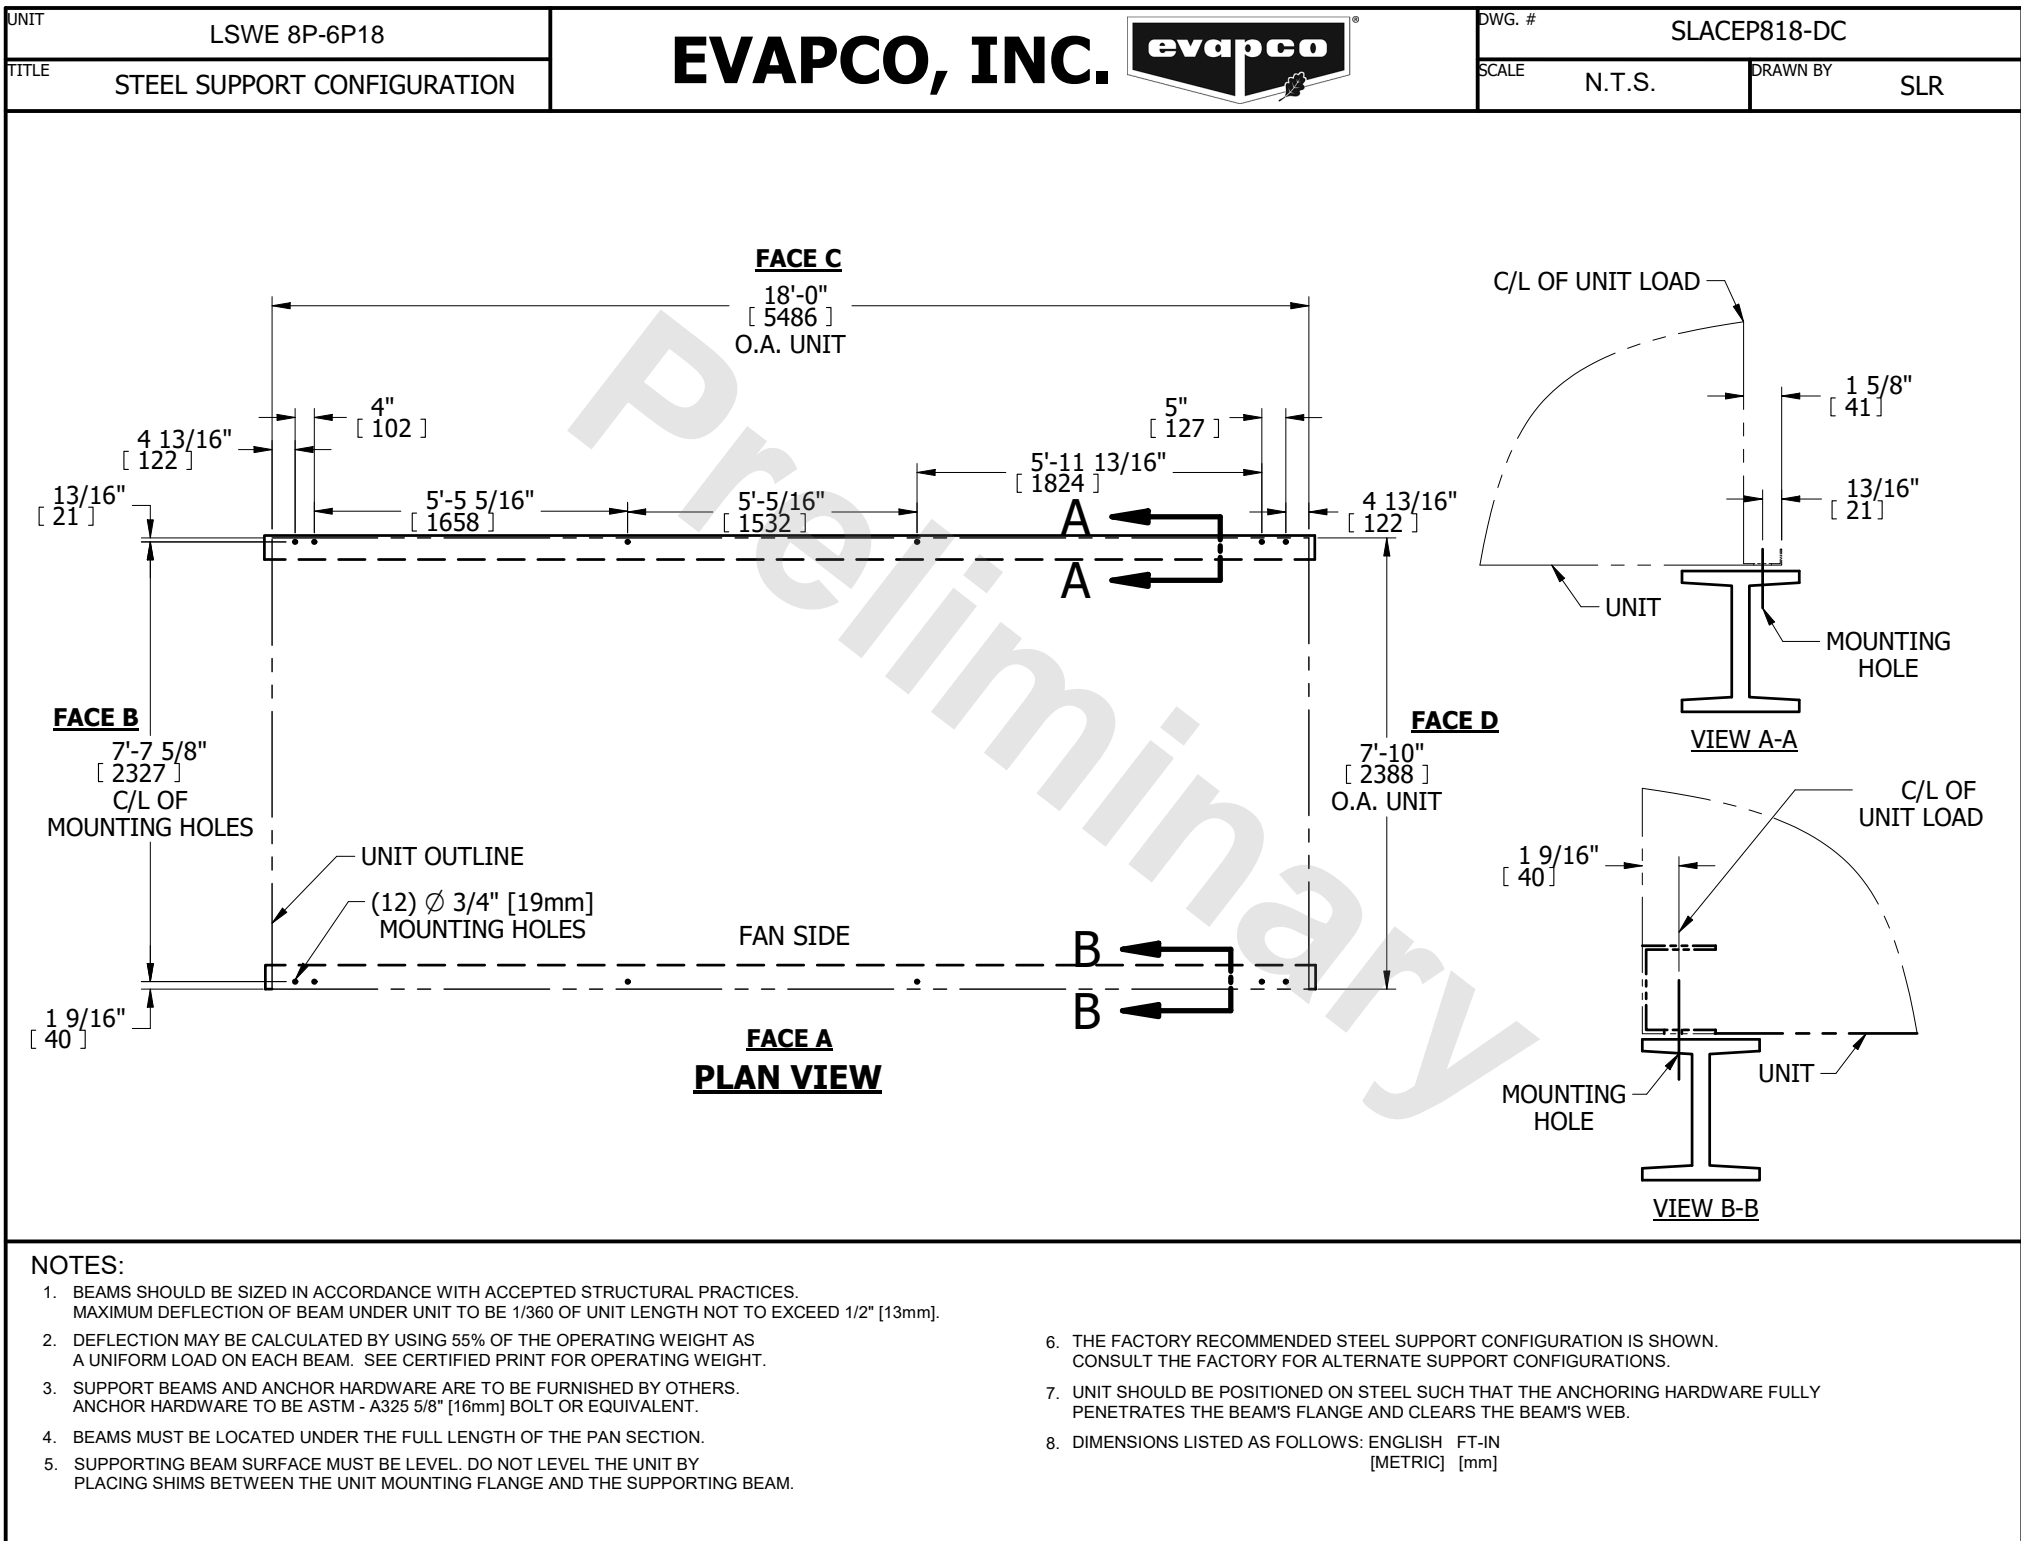 UNIT
LSWE 8P-6P18
TITLE
STEEL SUPPORT CONFIGURATION
EVAPCO, INC.
evapco
®
DWG. #
SLACEP818-DC
SCALE
N.T.S.
DRAWN BY
SLR
FACE C
18'-0"
[ 5486 ]
O.A. UNIT
4"
[ 102 ]
4 13/16"
[ 122 ]
13/16"
[ 21 ]
5'-5 5/16"
[ 1658 ]
5'-5/16"
[ 1532 ]
5'-11 13/16"
[ 1824 ]
5"
[ 127 ]
4 13/16"
[ 122 ]
A
A
FACE B
7'-7 5/8"
[ 2327 ]
C/L OF
MOUNTING HOLES
FACE D
7'-10"
[ 2388 ]
O.A. UNIT
UNIT OUTLINE
(12) Ø 3/4" [19mm]
MOUNTING HOLES
FAN SIDE
B
B
1 9/16"
[ 40 ]
FACE A
PLAN VIEW
Preliminary
C/L OF UNIT LOAD
1 5/8"
[ 41 ]
13/16"
[ 21 ]
UNIT
MOUNTING
HOLE
VIEW A-A
C/L OF
UNIT LOAD
1 9/16"
[ 40 ]
UNIT
MOUNTING
HOLE
VIEW B-B
NOTES:
1. BEAMS SHOULD BE SIZED IN ACCORDANCE WITH ACCEPTED STRUCTURAL PRACTICES.
MAXIMUM DEFLECTION OF BEAM UNDER UNIT TO BE 1/360 OF UNIT LENGTH NOT TO EXCEED 1/2" [13mm].
2. DEFLECTION MAY BE CALCULATED BY USING 55% OF THE OPERATING WEIGHT AS
A UNIFORM LOAD ON EACH BEAM. SEE CERTIFIED PRINT FOR OPERATING WEIGHT.
3. SUPPORT BEAMS AND ANCHOR HARDWARE ARE TO BE FURNISHED BY OTHERS.
ANCHOR HARDWARE TO BE ASTM - A325 5/8" [16mm] BOLT OR EQUIVALENT.
4. BEAMS MUST BE LOCATED UNDER THE FULL LENGTH OF THE PAN SECTION.
5. SUPPORTING BEAM SURFACE MUST BE LEVEL. DO NOT LEVEL THE UNIT BY
PLACING SHIMS BETWEEN THE UNIT MOUNTING FLANGE AND THE SUPPORTING BEAM.
6. THE FACTORY RECOMMENDED STEEL SUPPORT CONFIGURATION IS SHOWN.
CONSULT THE FACTORY FOR ALTERNATE SUPPORT CONFIGURATIONS.
7. UNIT SHOULD BE POSITIONED ON STEEL SUCH THAT THE ANCHORING HARDWARE FULLY
PENETRATES THE BEAM'S FLANGE AND CLEARS THE BEAM'S WEB.
8. DIMENSIONS LISTED AS FOLLOWS: ENGLISH FT-IN
[METRIC] [mm]